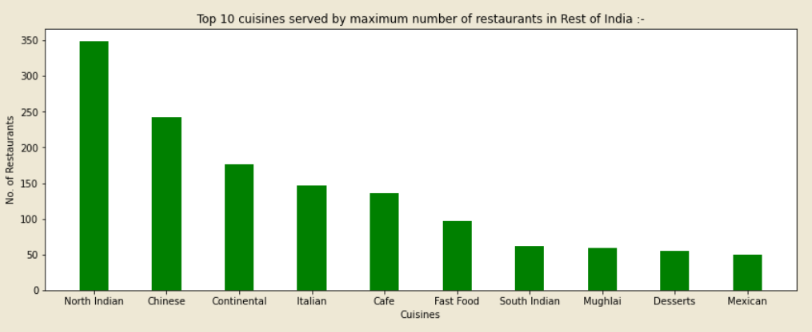 Top 10 cuisines served by maximum number of restaurants in Rest of India :-
No. of Restaurants
350
300
250
200
150
100
50
0
North Indian Chinese Continental Italian Cafe Fast Food South Indian Mughlai Desserts Mexican
Cuisines